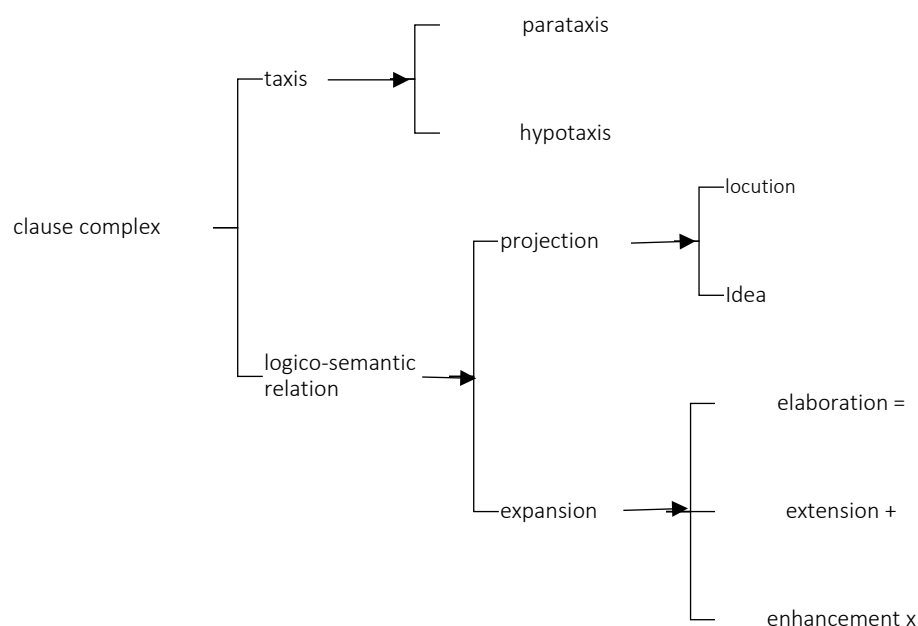 parataxis
taxis
hypotaxis
locution
clause complex
projection
Idea
logico-semantic
relation
elaboration =
expansion
extension +
enhancement x